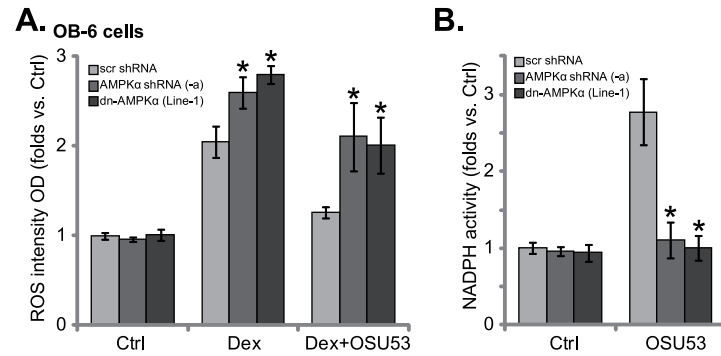 A. OB-6 cells
ROS intensity OD (folds vs. Ctrl)
3
2
1
0
scr shRNA
AMPKα shRNA (-a)
dn-AMPKα (Line-1)
* *
* *
Ctrl Dex Dex+OSU53
B.
NADPH activity (folds vs. Ctrl)
3
2
1
0
scr shRNA
AMPKα shRNA (-a)
dn-AMPKα (Line-1)
* *
Ctrl OSU53